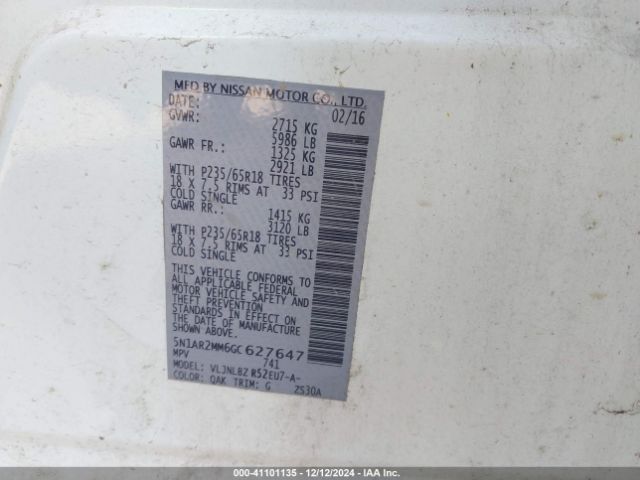 MFD BY NISSAN MOTOR CO., LTD.
DATE: 02/16
GVWR: 2715 KG
5986 LB
GAWR FR.: 1325 KG
2921 LB
WITH P235/65R18 TIRES
18 X 7.5 RIMS AT 33 PSI
COLD SINGLE
GAWR RR.: 1415 KG
3120 LB
WITH P235/65R18 TIRES
18 X 7.5 RIMS AT 33 PSI
COLD SINGLE
THIS VEHICLE CONFORMS TO
ALL APPLICABLE FEDERAL
MOTOR VEHICLE SAFETY AND
THEFT PREVENTION
STANDARDS IN EFFECT ON
THE DATE OF MANUFACTURE
SHOWN ABOVE
5N1AR2MM6GC 627647
MPV 741
MODEL: VLJNLBZ R52EU7-A-
COLOR: QAK TRIM: G 2S30A
000-41101135 - 12/12/2024 - IAA Inc.